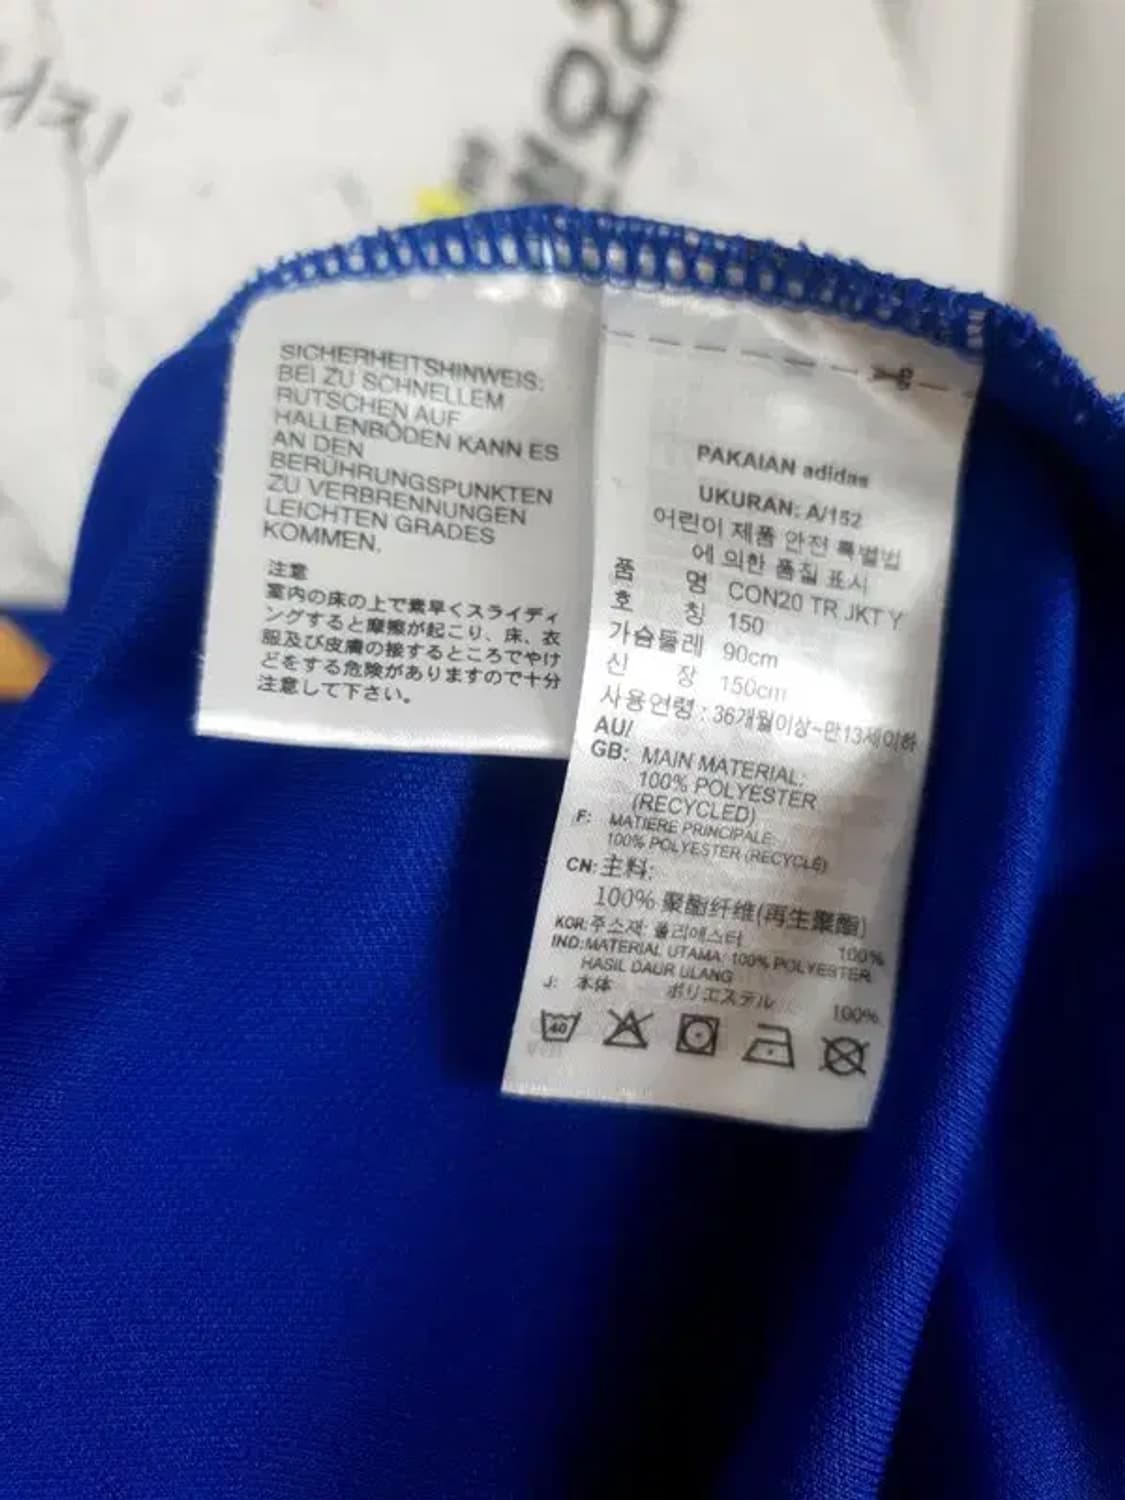 SICHERHEITSHINWEIS:
BEI ZU SCHNELLEM
RUTSCHEN AUF
HALLENBÖDEN KANN ES
AN DEN
BERÜHRUNGSPUNKTEN
ZU VERBRENNUNGEN
LEICHTEN GRADES
KOMMEN.
注意
室内の床の上で素早くスライディ
ングすると摩擦が起こり、床、衣
服及び皮膚の接するところでやけ
どをする危険がありますので十分
注意して下さい。
PAKAIAN adidas
UKURAN: A/152
어린이 제품 안전 특별법
에 의한 품질 표시
품 명 CON20 TR JKT Y
호 칭 150
가슴둘레 90cm
신 장 150cm
사용연령 : 36개월이상~만13세이하
AU/
GB: MAIN MATERIAL:
100% POLYESTER
(RECYCLED)
F: MATIERE PRINCIPALE:
100% POLYESTER (RECYCLÉ)
CN: 主料:
100% 聚酯纤维(再生聚酯)
KOR: 주소재: 폴리에스터 100%
IND: MATERIAL UTAMA: 100% POLYESTER
HASIL DAUR ULANG
J: 本体 ポリエステル 100%
40